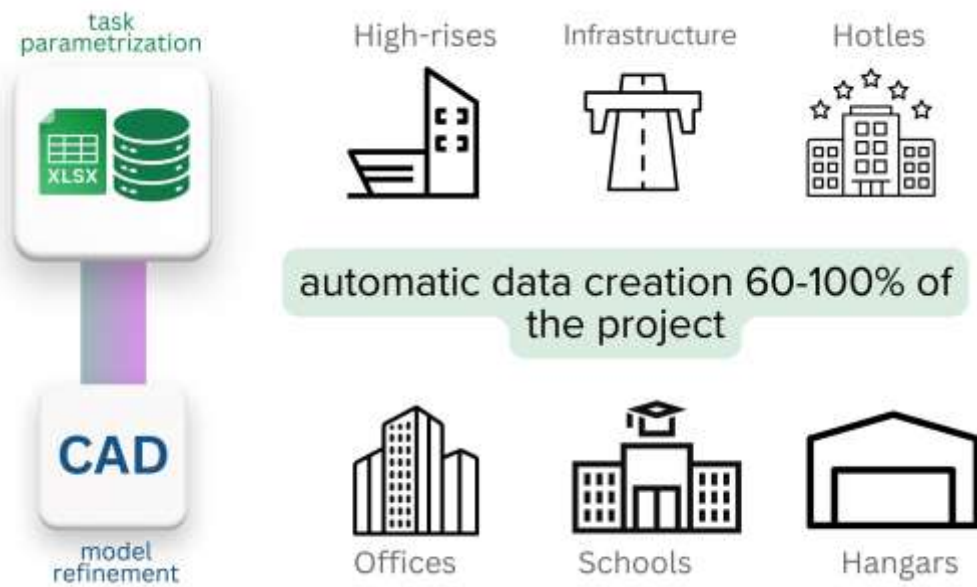 task
parametrization
XLSX
CAD
model
refinement
High-rises
Infrastructure
Hotles
automatic data creation 60-100% of
the project
Offices
Schools
Hangars